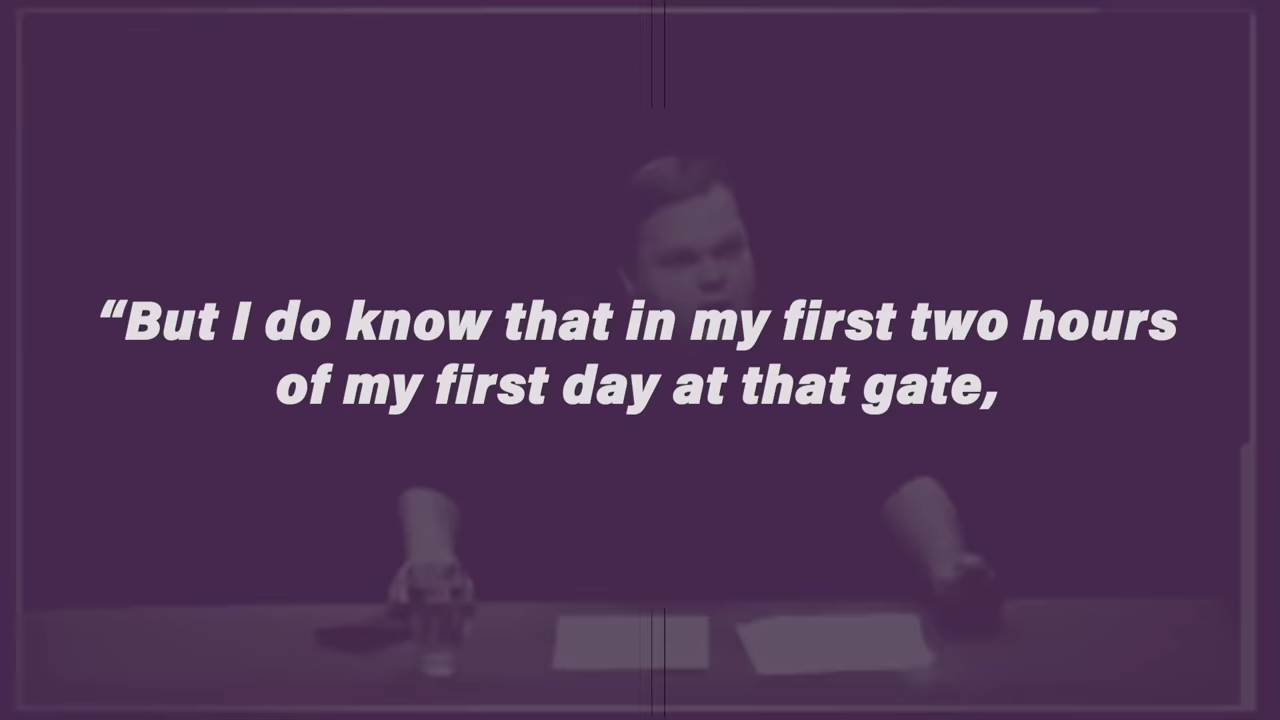 “But I do know that in my first two hours
of my first day at that gate,